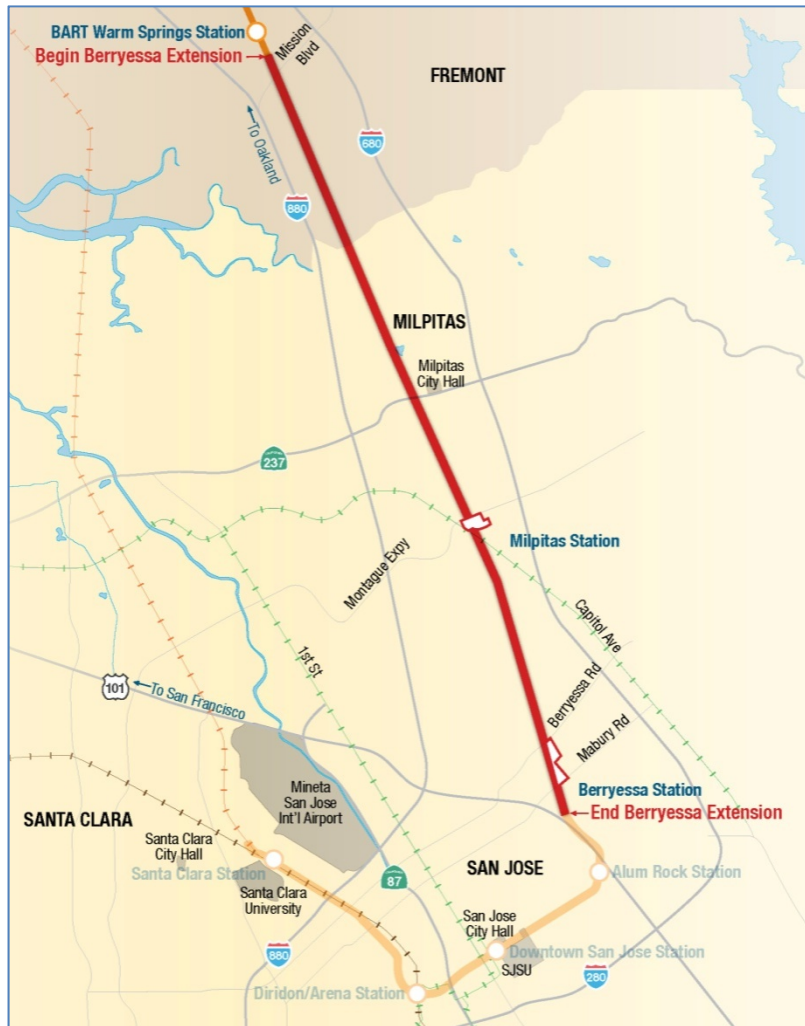 BART Warm Springs Station
Begin Berryessa Extension
Mission
Blvd
FREMONT
To Oakland
680
880
MILPITAS
Milpitas
City Hall
237
Milpitas Station
Montague Expy
Capitol Ave
1st St
101
To San Francisco
Berryessa Rd
Mabury Rd
Mineta
San Jose
Int'l Airport
Berryessa Station
End Berryessa Extension
SANTA CLARA
Santa Clara
City Hall
Santa Clara Station
Santa Clara
University
87
SAN JOSE
Alum Rock Station
San Jose
City Hall
Downtown San Jose Station
SJSU
880
280
Diridon/Arena Station